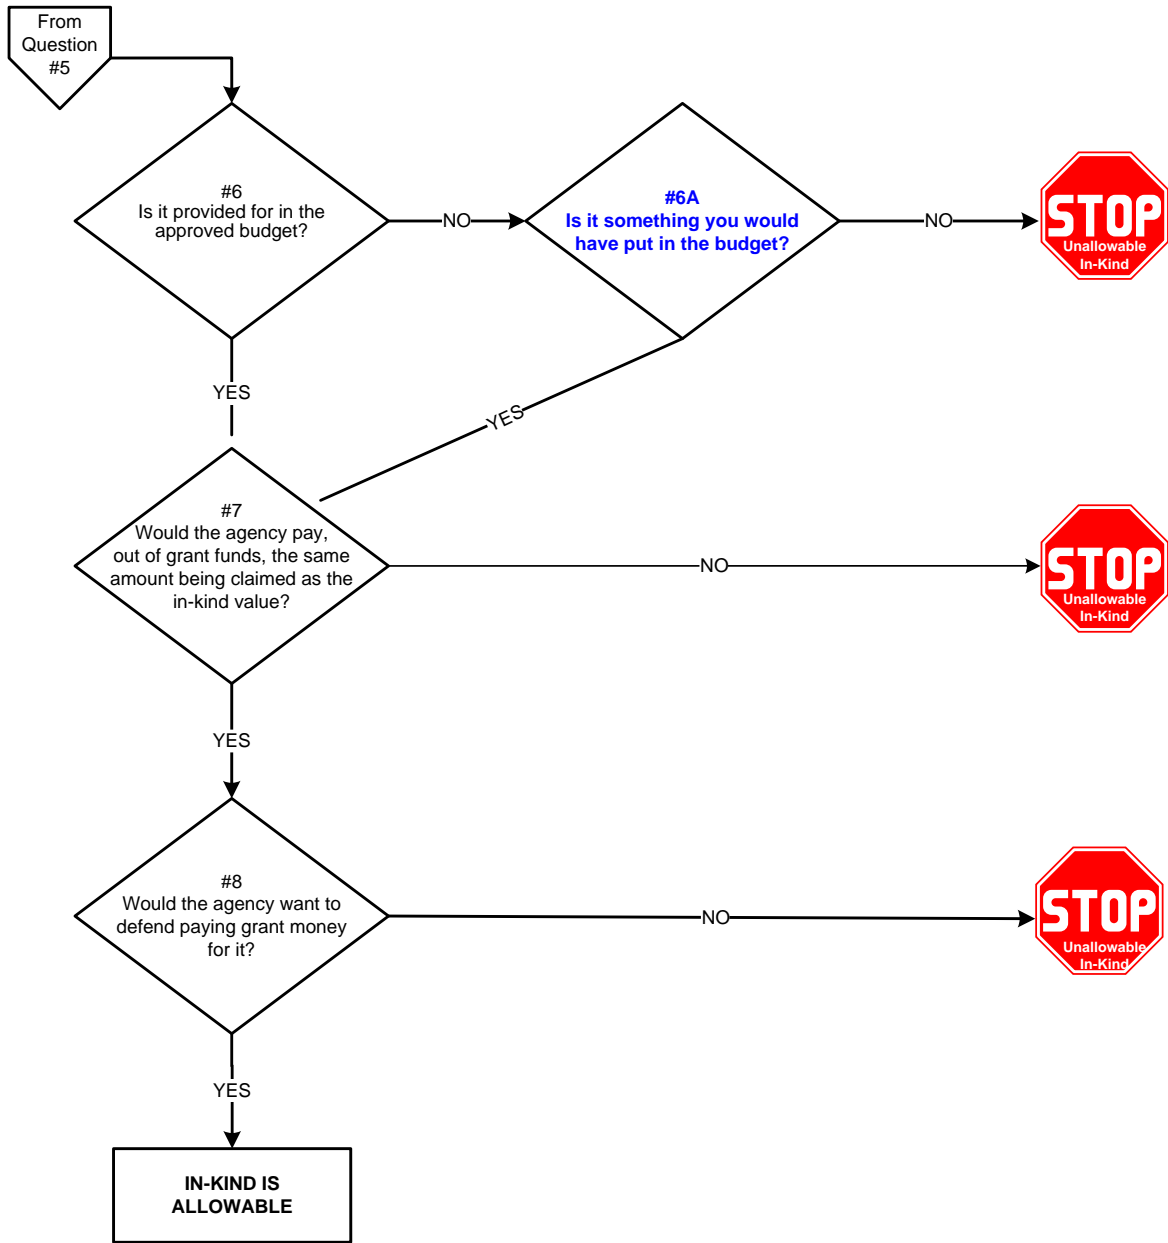 From
Question
#5
#6
Is it provided for in the
approved budget?
NO
#6A
Is it something you would
have put in the budget?
NO
STOP
Unallowable
In-Kind
YES
YES
#7
Would the agency pay,
out of grant funds, the same
amount being claimed as the
in-kind value?
NO
STOP
Unallowable
In-Kind
YES
#8
Would the agency want to
defend paying grant money
for it?
NO
STOP
Unallowable
In-Kind
YES
IN-KIND IS
ALLOWABLE